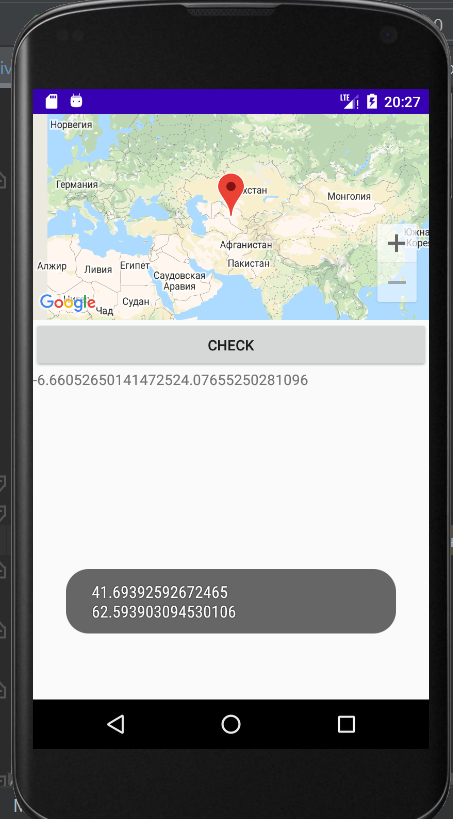 LTE 20:27
Норвегия
Германия
хстан
Монголия
Южна
Коре
Афганистан
Пакистан
Алжир
Ливия
Египет
Саудовская
Аравия
Google
Чад
Судан
+
−
CHECK
-6.66052650141472524.07655250281096
41.69392592672465
62.593903094530106